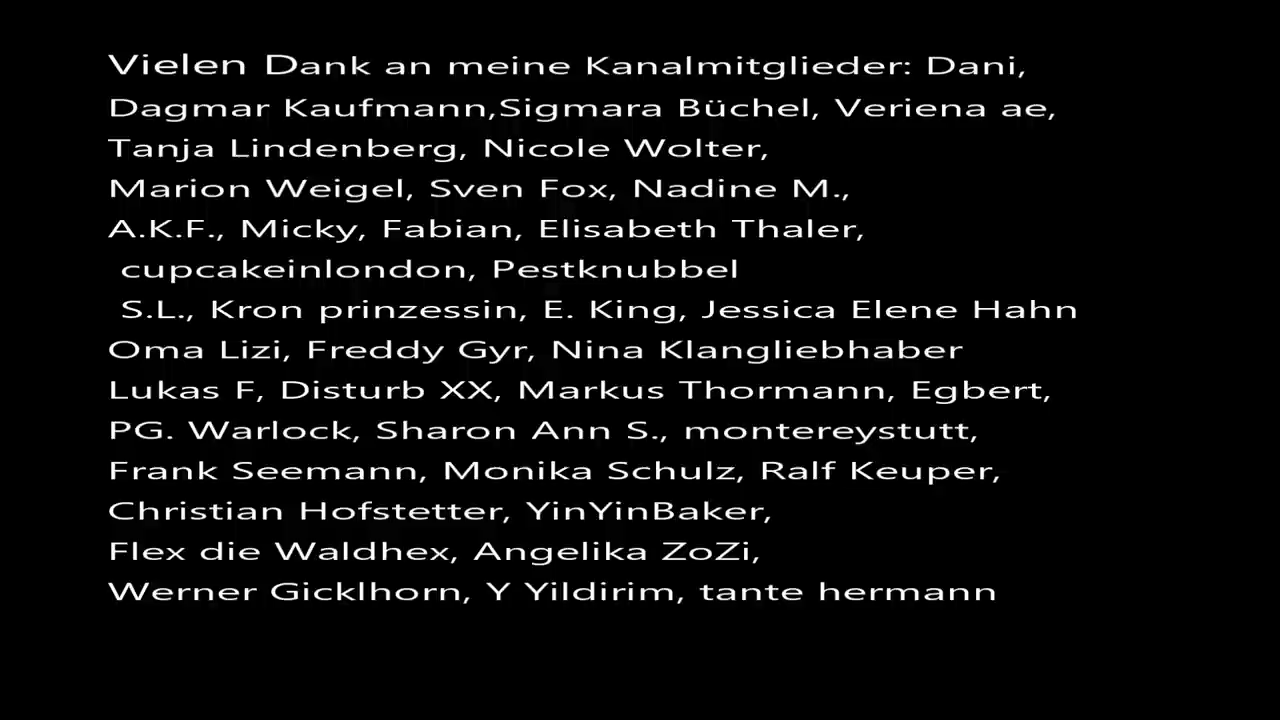 Vielen Dank an meine Kanalmitglieder: Dani,
Dagmar Kaufmann,Sigmara Büchel, Veriena ae,
Tanja Lindenberg, Nicole Wolter,
Marion Weigel, Sven Fox, Nadine M.,
A.K.F., Micky, Fabian, Elisabeth Thaler,
cupcakeinlondon, Pestknubbel
S.L., Kron prinzessin, E. King, Jessica Elene Hahn
Oma Lizi, Freddy Gyr, Nina Klangliebhaber
Lukas F, Disturb XX, Markus Thormann, Egbert,
PG. Warlock, Sharon Ann S., montereystutt,
Frank Seemann, Monika Schulz, Ralf Keuper,
Christian Hofstetter, YinYinBaker,
Flex die Waldhex, Angelika ZoZi,
Werner Gicklhorn, Y Yildirim, tante hermann